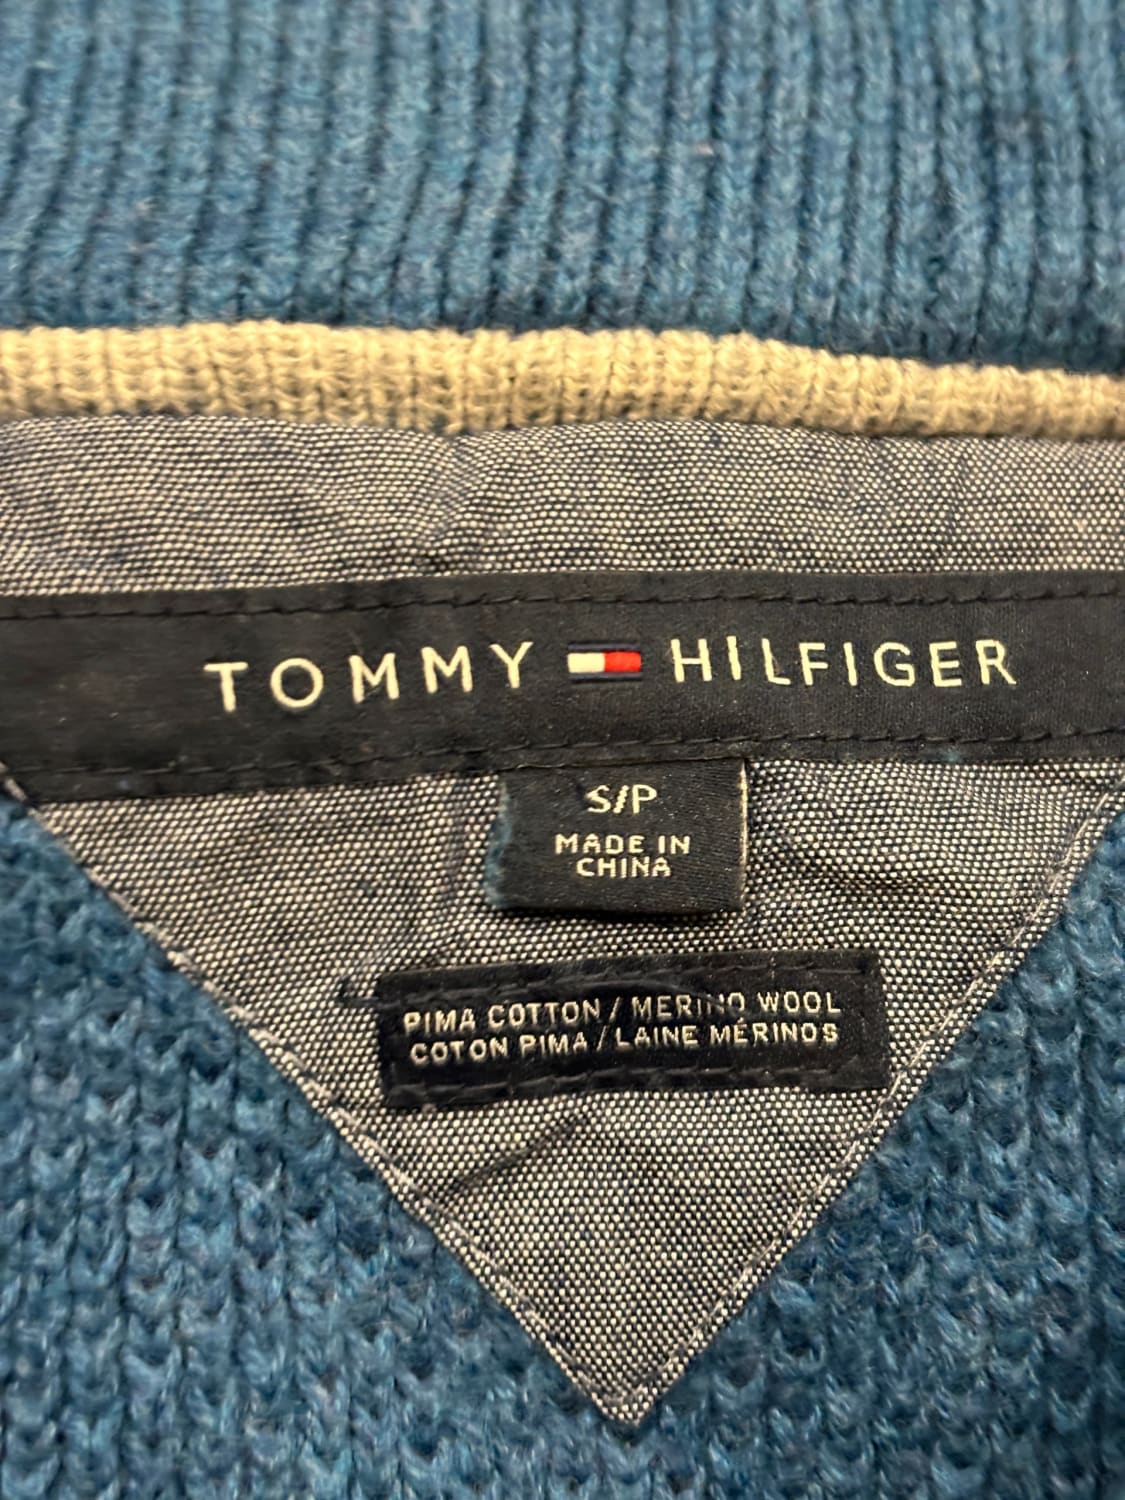 TOMMY HILFIGER
S/P
MADE IN
CHINA
PIMA COTTON / MERINO WOOL
COTON PIMA / LAINE MÉRINOS